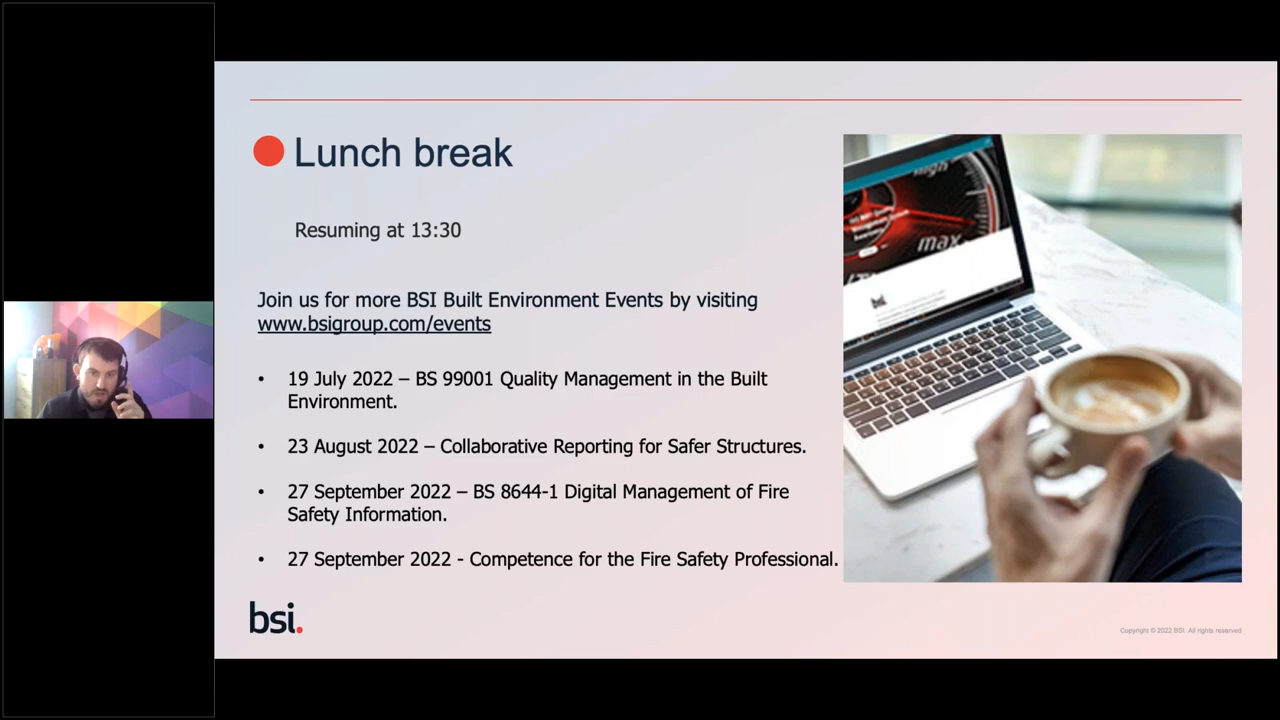 Lunch break
Resuming at 13:30
Join us for more BSI Built Environment Events by visiting
www.bsigroup.com/events
• 19 July 2022 – BS 99001 Quality Management in the Built
Environment.
• 23 August 2022 – Collaborative Reporting for Safer Structures.
• 27 September 2022 – BS 8644-1 Digital Management of Fire
Safety Information.
• 27 September 2022 - Competence for the Fire Safety Professional.
high
max
bsi.
Copyright © 2022 BSI. All rights reserved